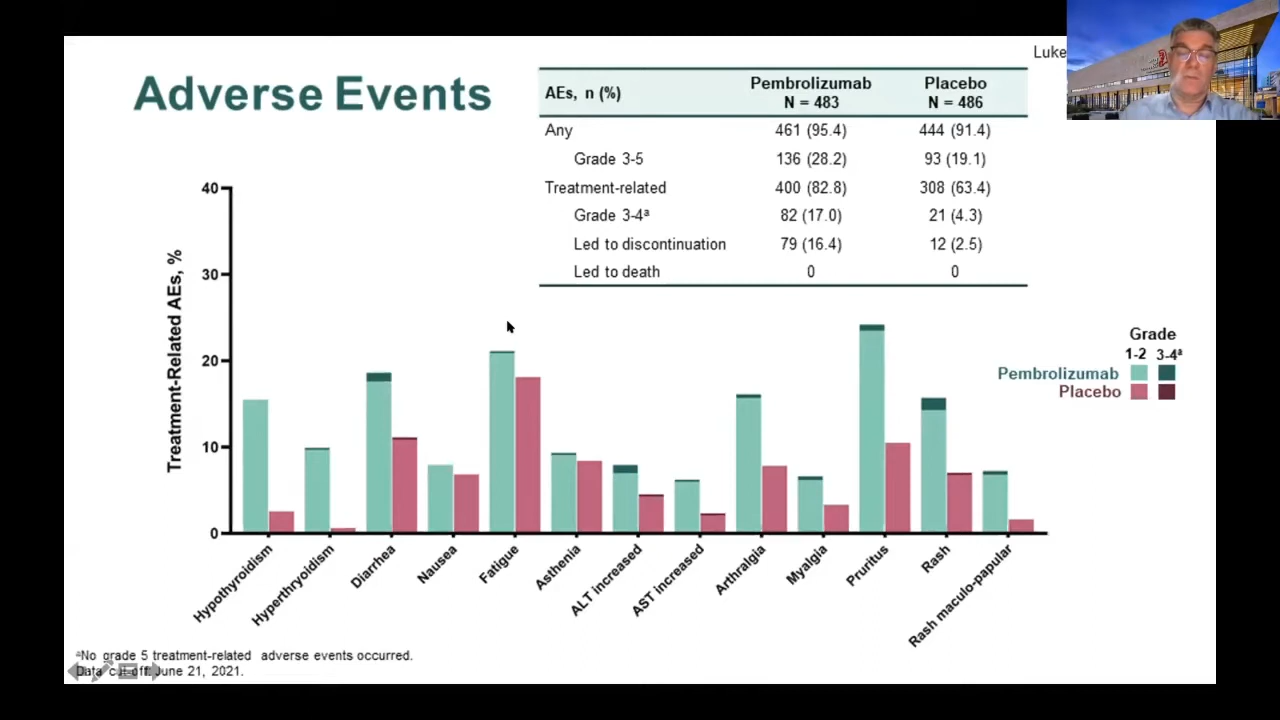 Luke
Adverse Events
AEs, n (%)
Pembrolizumab
N = 483
Placebo
N = 486
Any 461 (95.4) 444 (91.4)
Grade 3-5 136 (28.2) 93 (19.1)
Treatment-related 400 (82.8) 308 (63.4)
Grade 3-4ᵃ 82 (17.0) 21 (4.3)
Led to discontinuation 79 (16.4) 12 (2.5)
Led to death 0 0
Treatment-Related AEs, %
40
30
20
10
0
Grade
1-2 3-4ᵃ
Pembrolizumab
Placebo
Hypothyroidism
Hyperthryoidism
Diarrhea
Nausea
Fatigue
Asthenia
ALT increased
AST increased
Arthralgia
Myalgia
Pruritus
Rash
Rash maculo-papular
ᵃNo grade 5 treatment-related adverse events occurred.
Data cut-off: June 21, 2021.